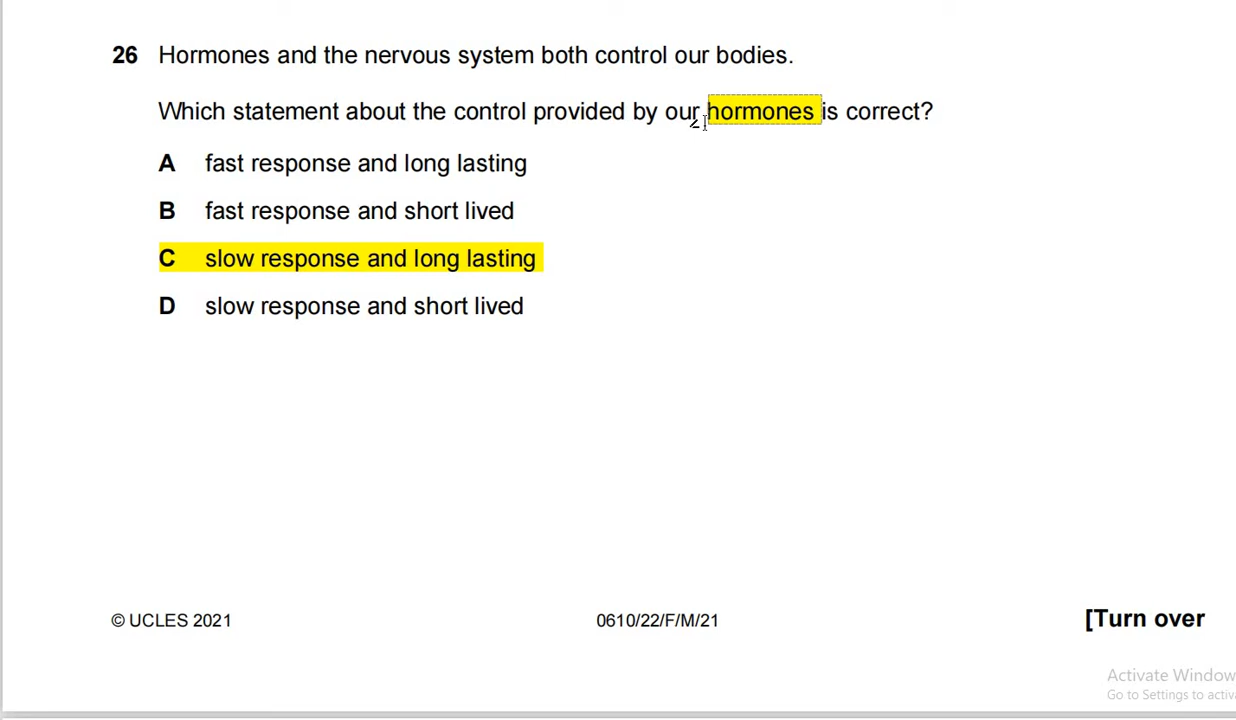 26 Hormones and the nervous system both control our bodies.
Which statement about the control provided by our hormones is correct?
A fast response and long lasting
B fast response and short lived
C slow response and long lasting
D slow response and short lived
© UCLES 2021 0610/22/F/M/21 [Turn over
Activate Window
Go to Settings to activ